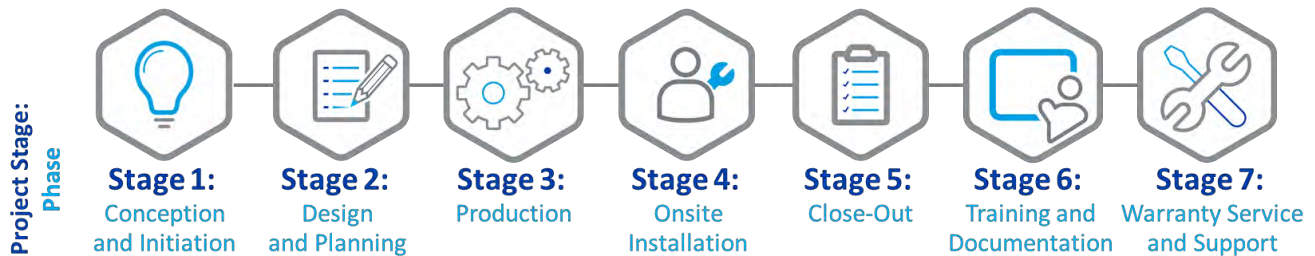 Project Stage:
Phase
Stage 1:
Conception
and Initiation
Stage 2:
Design
and Planning
Stage 3:
Production
Stage 4:
Onsite
Installation
Stage 5:
Close-Out
Stage 6:
Training and
Documentation
Stage 7:
Warranty Service
and Support